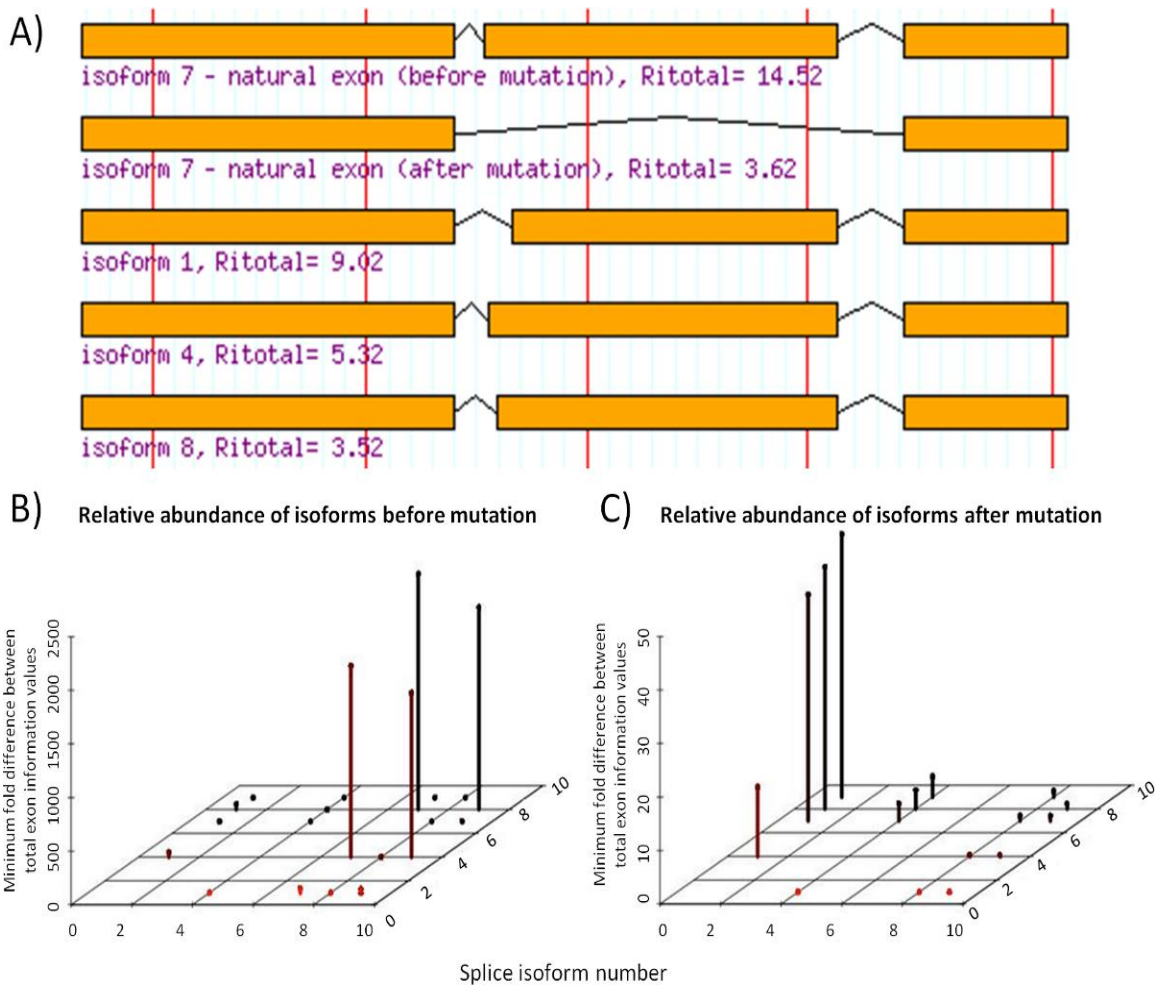 A)
isoform 7 - natural exon (before mutation), Ritotal= 14.52
isoform 7 - natural exon (after mutation), Ritotal= 3.62
isoform 1, Ritotal= 9.02
isoform 4, Ritotal= 5.32
isoform 8, Ritotal= 3.52
B)
Relative abundance of isoforms before mutation
Minimum fold difference between
total exon information values
2500
2000
1500
1000
500
0
0 2 4 6 8 10
0
2
4
6
8
10
C)
Relative abundance of isoforms after mutation
Minimum fold difference between
total exon information values
50
40
30
20
10
0
0 2 4 6 8 10
0
2
4
6
8
10
Splice isoform number